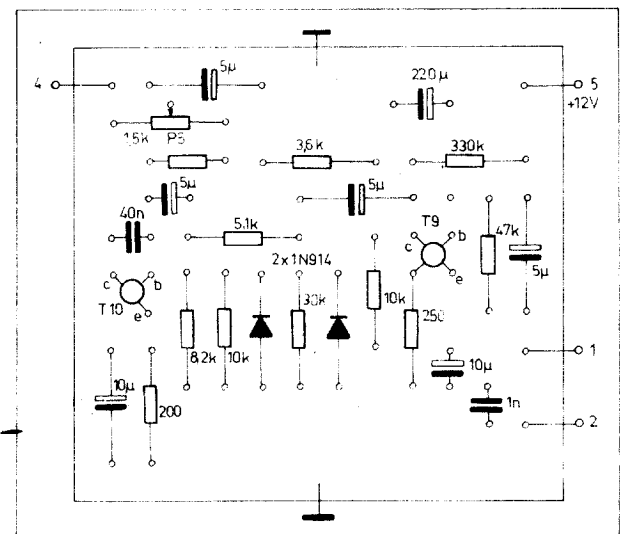 5µ
220µ
4
5
+12V
1,5k P3
3,6k
330k
5µ
5µ
40n
5,1k
T9
c
b
47k
2x1N914
e
5µ
c
b
30k
10k
250
T10
e
8,2k
10k
1
10µ
10µ
200
1n
2